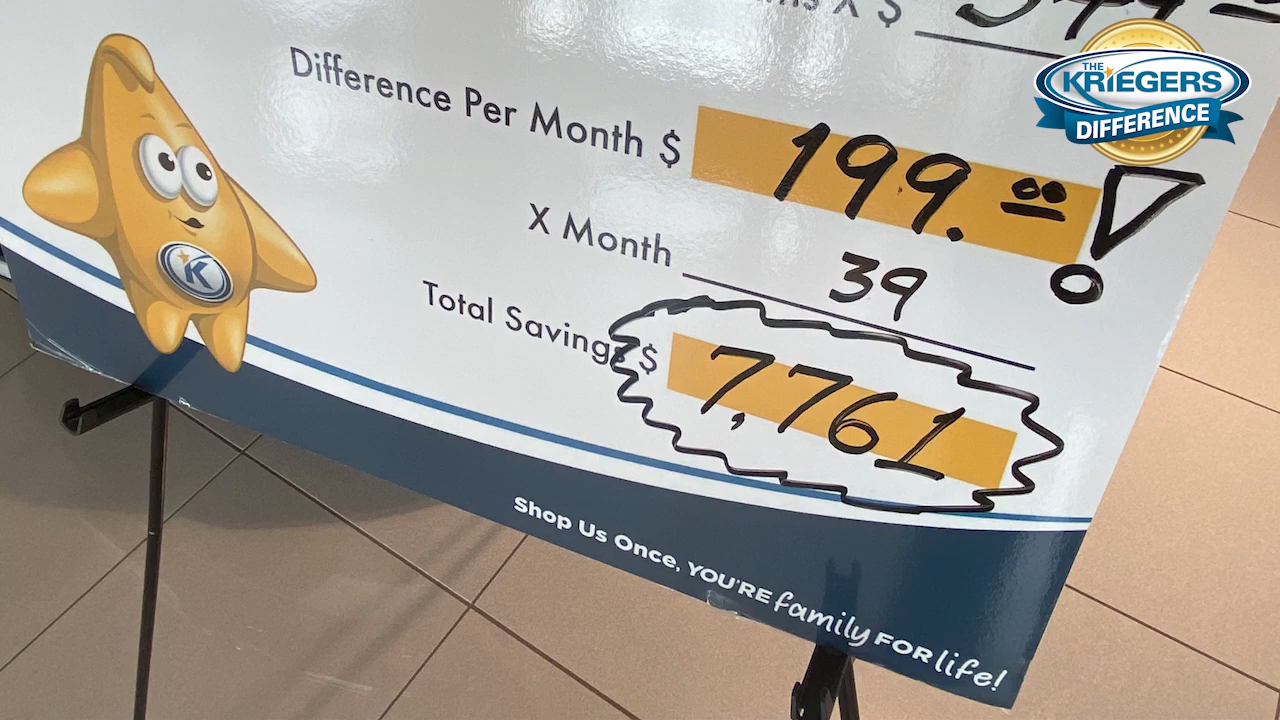 X $
Difference Per Month $ 199.00!
X Month 39
Total Savings $ 7,761
Shop Us Once, YOU'RE family FOR life!
K
THE
KRIEGERS
DIFFERENCE